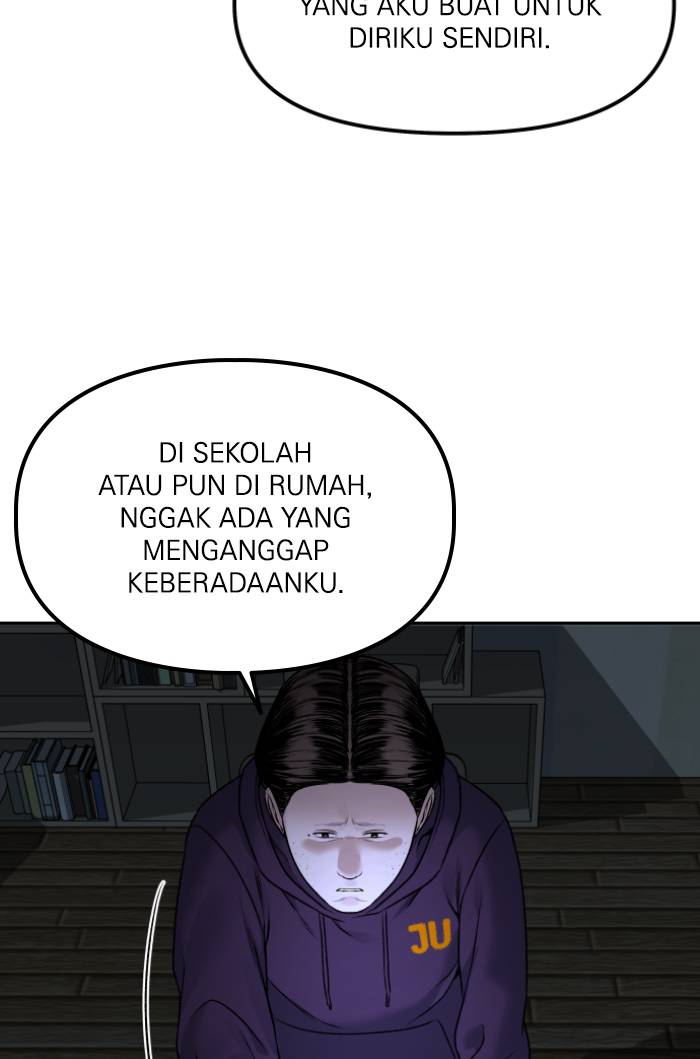 YANG AKU BUAT UNTUK
DIRIKU SENDIRI.
DI SEKOLAH
ATAU PUN DI RUMAH,
NGGAK ADA YANG
MENGANGGAP
KEBERADAANKU.
JU